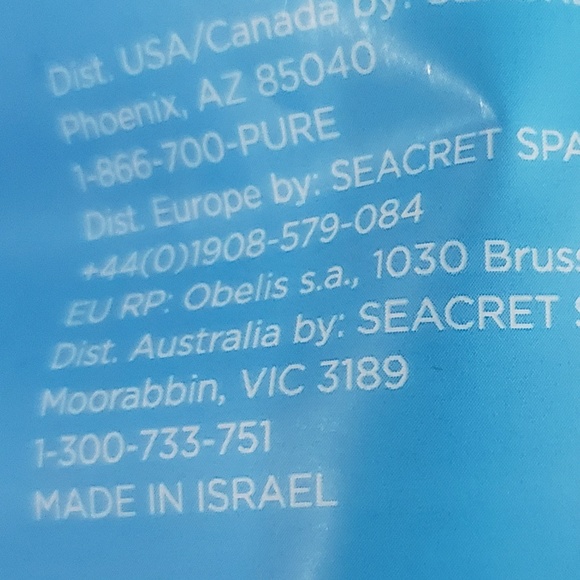 Dist. USA/Canada by:
Phoenix, AZ 85040
1-866-700-PURE
Dist. Europe by: SEACRET SPA
+44(0)1908-579-084
EU RP: Obelis s.a., 1030 Bruss
Dist. Australia by: SEACRET S
Moorabbin, VIC 3189
1-300-733-751
MADE IN ISRAEL